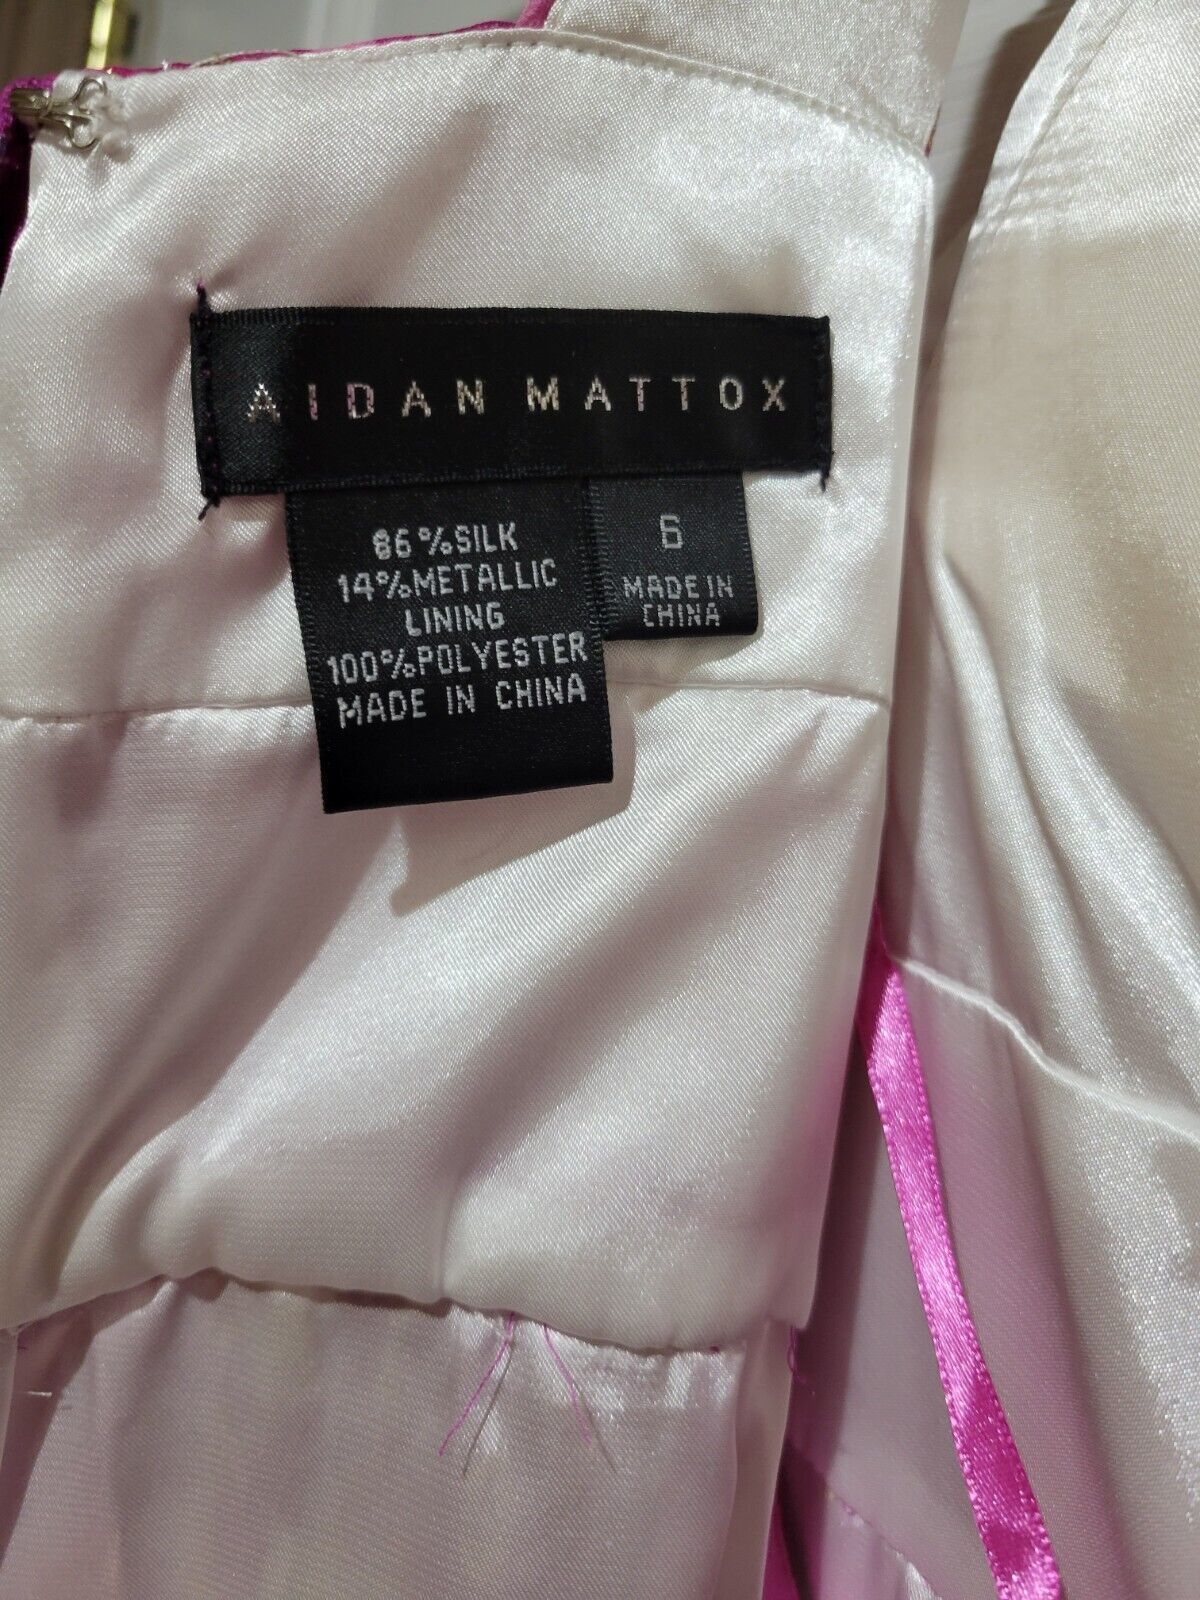 AIDAN MATTOX
86%SILK
14%METALLIC
LINING
100%POLYESTER
MADE IN CHINA
6
MADE IN
CHINA